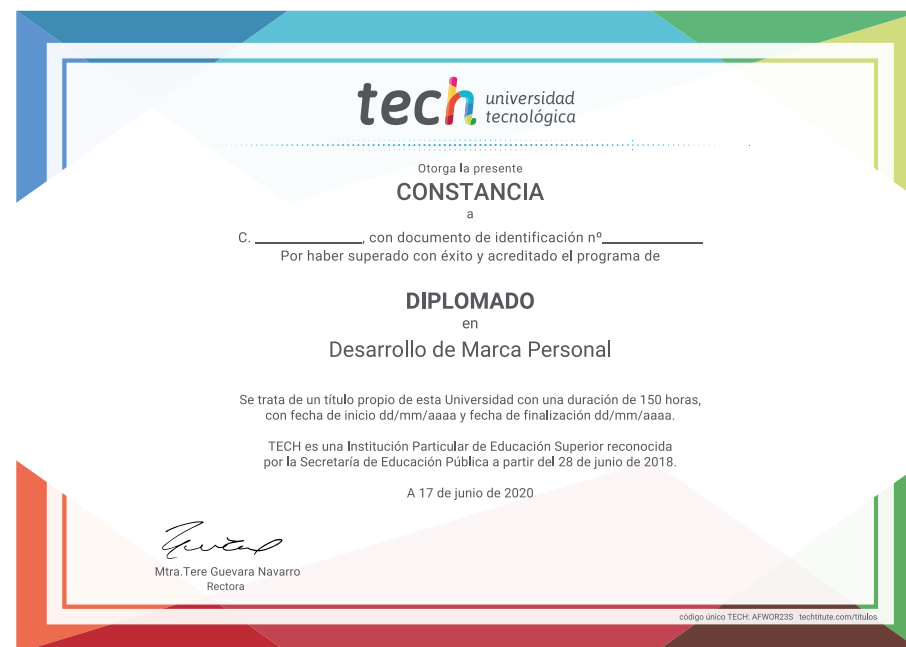 tech universidad
tecnológica
Otorga la presente
CONSTANCIA
a
C. ______________, con documento de identificación nº_____________
Por haber superado con éxito y acreditado el programa de
DIPLOMADO
en
Desarrollo de Marca Personal
Se trata de un título propio de esta Universidad con una duración de 150 horas,
con fecha de inicio dd/mm/aaaa y fecha de finalización dd/mm/aaaa.
TECH es una Institución Particular de Educación Superior reconocida
por la Secretaría de Educación Pública a partir del 28 de junio de 2018.
A 17 de junio de 2020
Mtra.Tere Guevara Navarro
Rectora
código único TECH: AFWOR23S techtitute.com/titulos